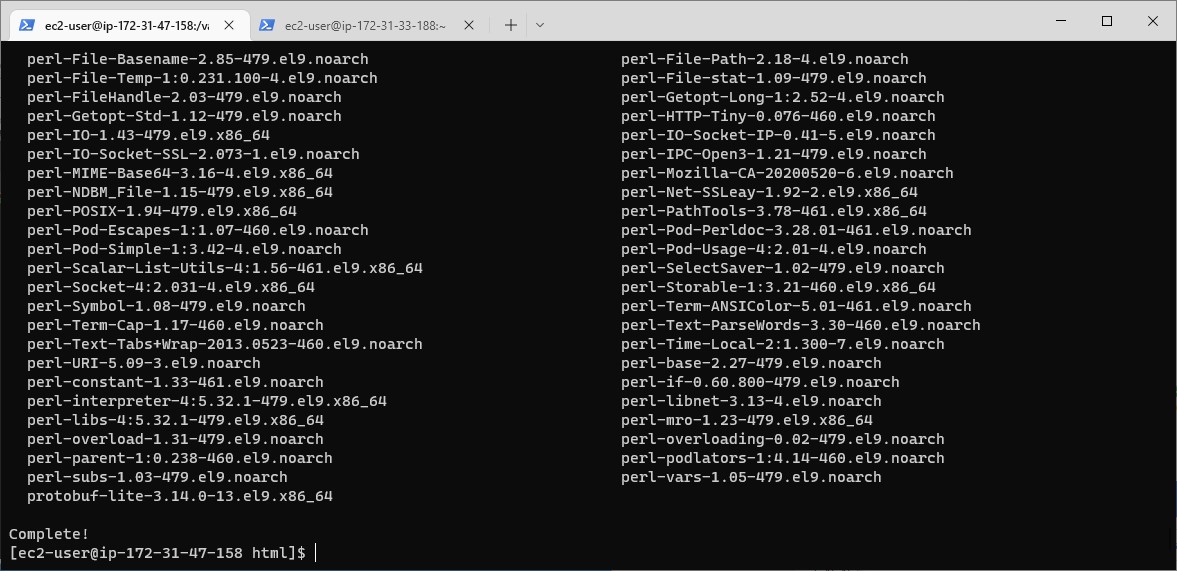 ec2-user@ip-172-31-47-158:/va
ec2-user@ip-172-31-33-188:~
perl-File-Basename-2.85-479.el9.noarch perl-File-Path-2.18-4.el9.noarch
perl-File-Temp-1:0.231.100-4.el9.noarch perl-File-stat-1.09-479.el9.noarch
perl-FileHandle-2.03-479.el9.noarch perl-Getopt-Long-1:2.52-4.el9.noarch
perl-Getopt-Std-1.12-479.el9.noarch perl-HTTP-Tiny-0.076-460.el9.noarch
perl-IO-1.43-479.el9.x86_64 perl-IO-Socket-IP-0.41-5.el9.noarch
perl-IO-Socket-SSL-2.073-1.el9.noarch perl-IPC-Open3-1.21-479.el9.noarch
perl-MIME-Base64-3.16-4.el9.x86_64 perl-Mozilla-CA-20200520-6.el9.noarch
perl-NDBM_File-1.15-479.el9.x86_64 perl-Net-SSLeay-1.92-2.el9.x86_64
perl-POSIX-1.94-479.el9.x86_64 perl-PathTools-3.78-461.el9.x86_64
perl-Pod-Escapes-1:1.07-460.el9.noarch perl-Pod-Perldoc-3.28.01-461.el9.noarch
perl-Pod-Simple-1:3.42-4.el9.noarch perl-Pod-Usage-4:2.01-4.el9.noarch
perl-Scalar-List-Utils-4:1.56-461.el9.x86_64 perl-SelectSaver-1.02-479.el9.noarch
perl-Socket-4:2.031-4.el9.x86_64 perl-Storable-1:3.21-460.el9.x86_64
perl-Symbol-1.08-479.el9.noarch perl-Term-ANSIColor-5.01-461.el9.noarch
perl-Term-Cap-1.17-460.el9.noarch perl-Text-ParseWords-3.30-460.el9.noarch
perl-Text-Tabs+Wrap-2013.0523-460.el9.noarch perl-Time-Local-2:1.300-7.el9.noarch
perl-URI-5.09-3.el9.noarch perl-base-2.27-479.el9.noarch
perl-constant-1.33-461.el9.noarch perl-if-0.60.800-479.el9.noarch
perl-interpreter-4:5.32.1-479.el9.x86_64 perl-libnet-3.13-4.el9.noarch
perl-libs-4:5.32.1-479.el9.x86_64 perl-mro-1.23-479.el9.x86_64
perl-overload-1.31-479.el9.noarch perl-overloading-0.02-479.el9.noarch
perl-parent-1:0.238-460.el9.noarch perl-podlators-1:4.14-460.el9.noarch
perl-subs-1.03-479.el9.noarch perl-vars-1.05-479.el9.noarch
protobuf-lite-3.14.0-13.el9.x86_64
Complete!
[ec2-user@ip-172-31-47-158 html]$